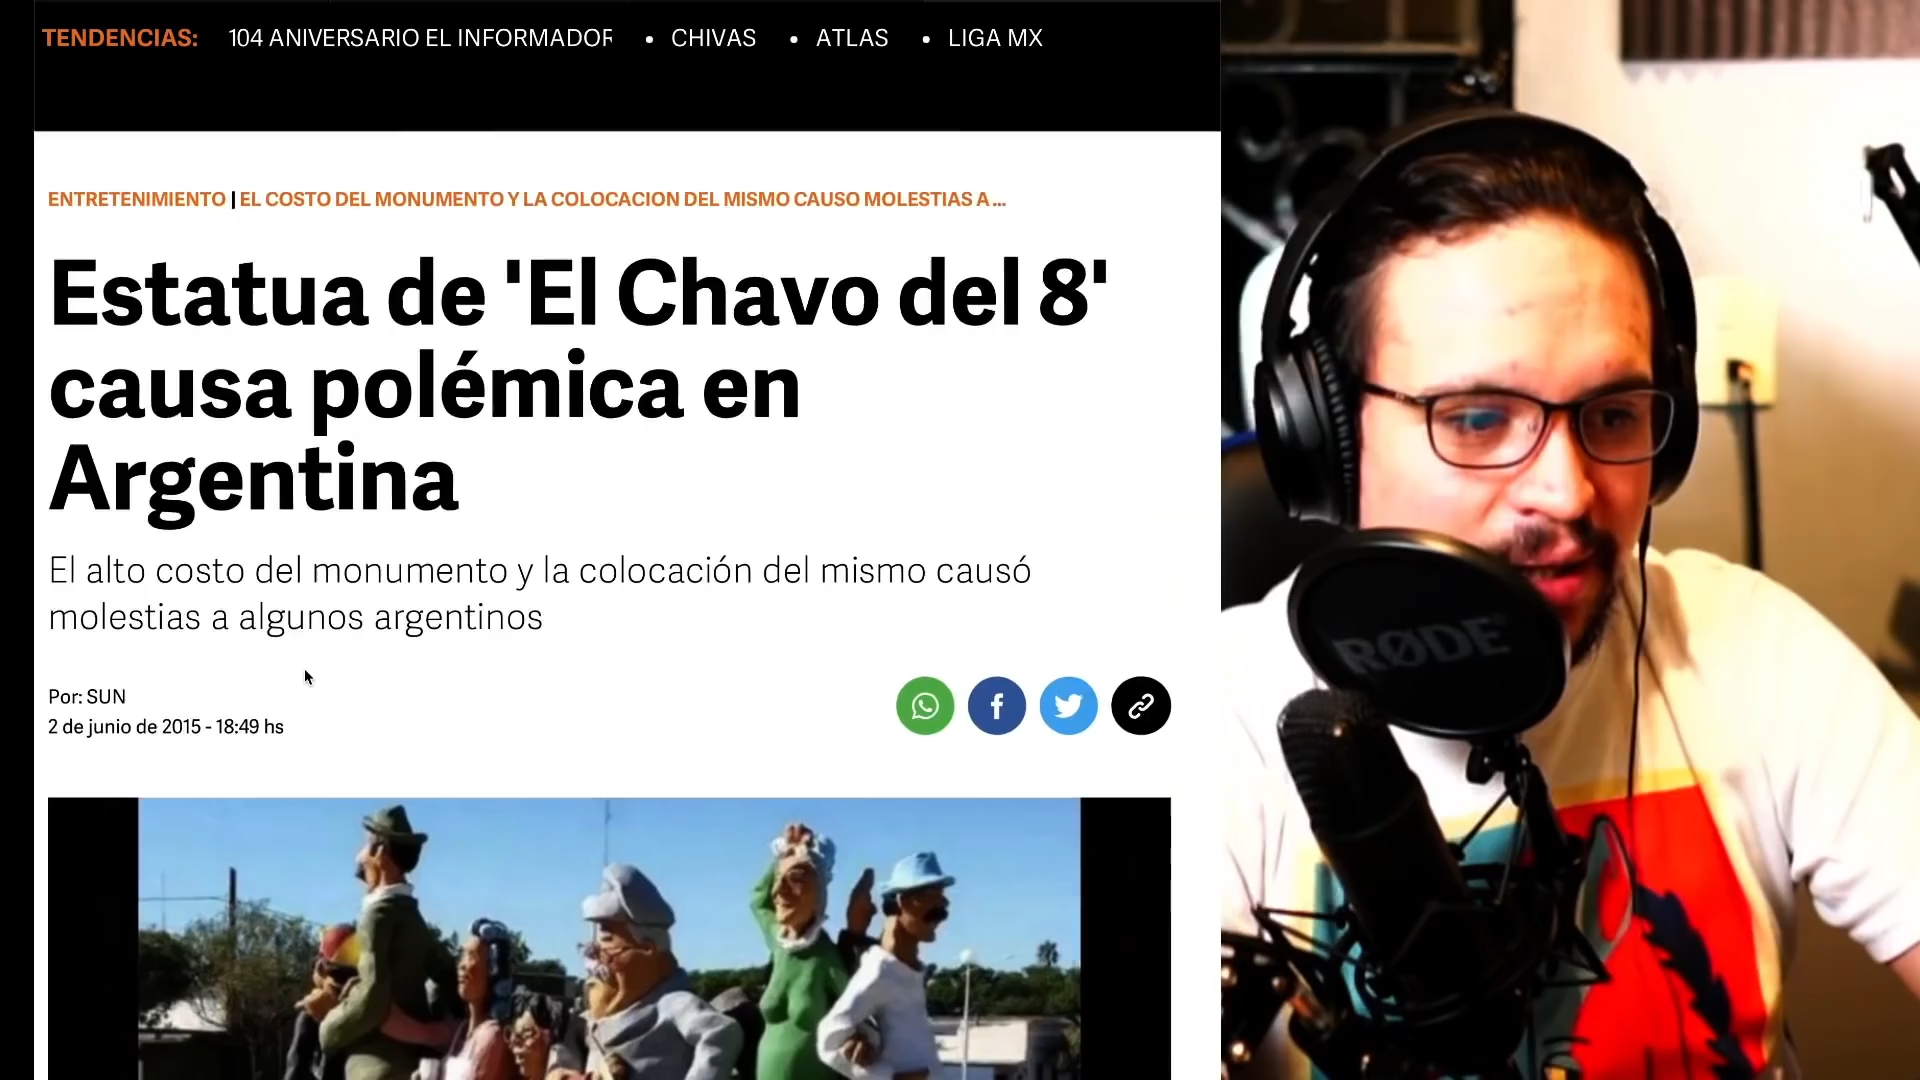 TENDENCIAS: 104 ANIVERSARIO EL INFORMADOR • CHIVAS • ATLAS • LIGA MX
ENTRETENIMIENTO | EL COSTO DEL MONUMENTO Y LA COLOCACION DEL MISMO CAUSO MOLESTIAS A ...
Estatua de 'El Chavo del 8'
causa polémica en
Argentina
El alto costo del monumento y la colocación del mismo causó
molestias a algunos argentinos
Por: SUN
2 de junio de 2015 - 18:49 hs
RØDE